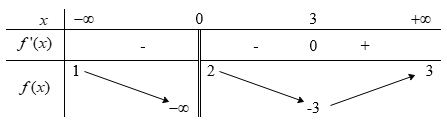 x −∞ 0 3 +∞
f'(x) - - 0 +
1 2 3
f(x)
−∞ -3